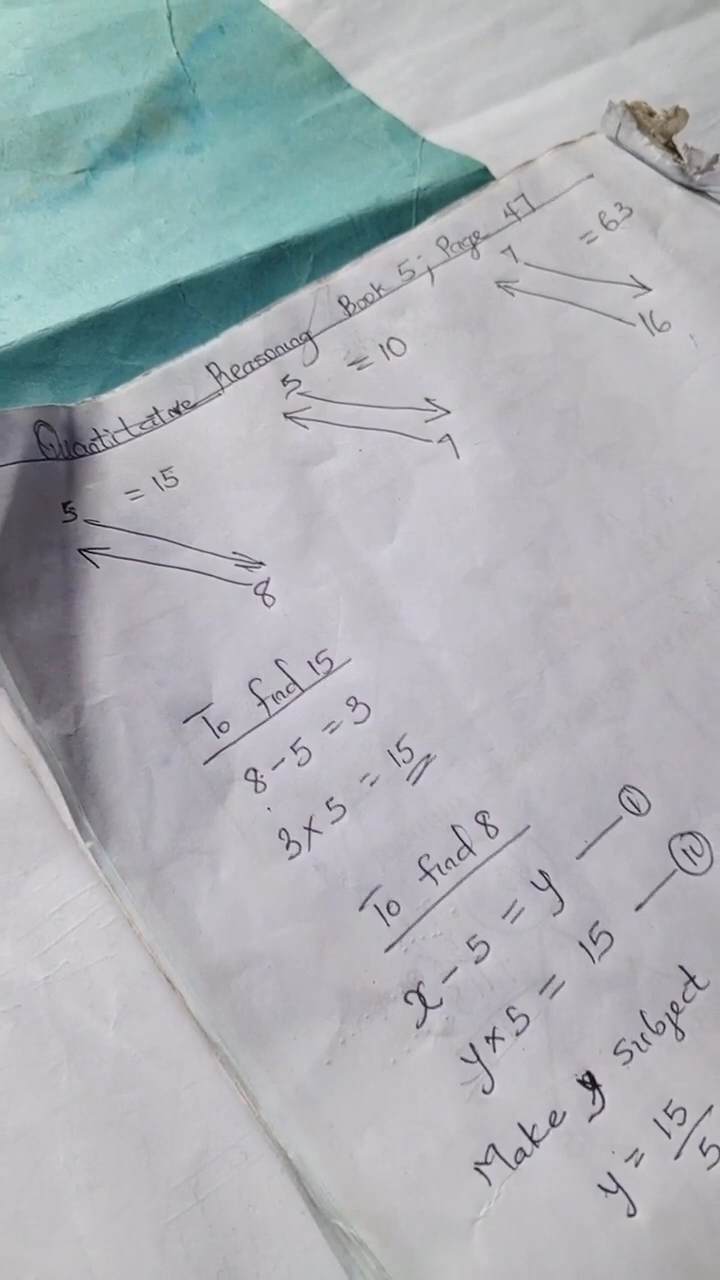 Quantitative Reasoning Book 5; Page 47
5 = 15
8
5 = 10
7
7 = 63
16
To find 15
8 - 5 = 3
3 x 5 = 15
To find 8
x - 5 = y — (i)
y x 5 = 15 — (ii)
Make y subject
y = 15/5